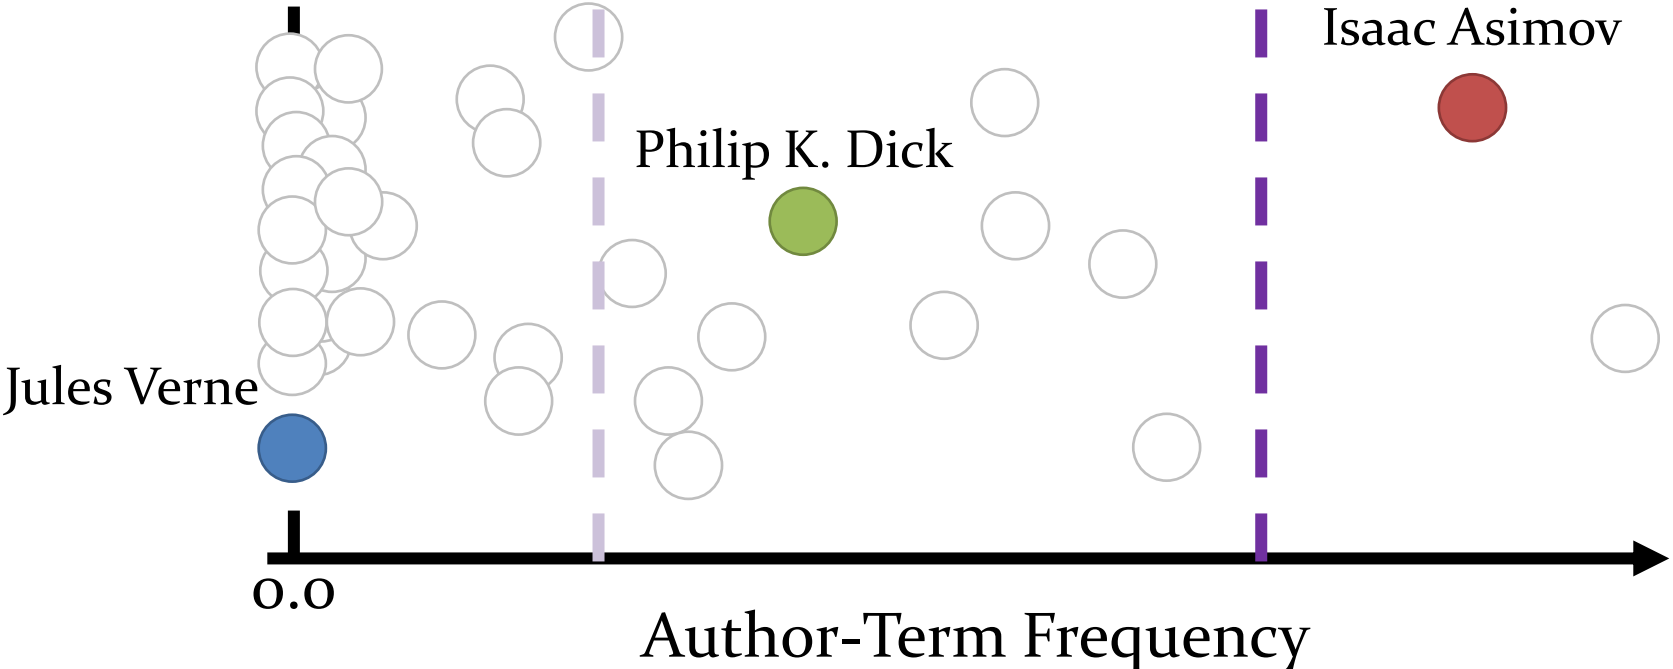 Isaac Asimov
Philip K. Dick
Jules Verne
0.0
Author-Term Frequency